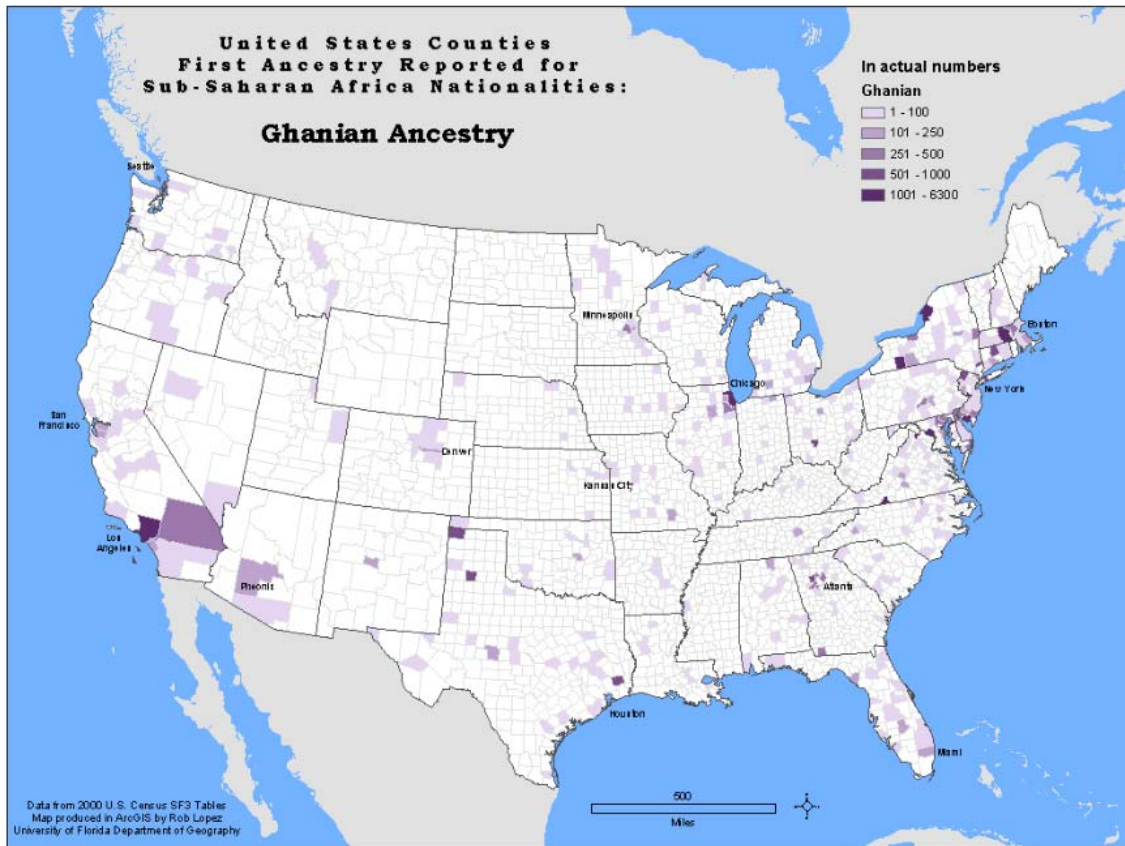 United States Counties
First Ancestry Reported for
Sub-Saharan Africa Nationalities:
Ghanian Ancestry
In actual numbers
Ghanian
1 - 100
101 - 250
251 - 500
501 - 1000
1001 - 6300
Seattle
Minneapolis
Boston
Chicago
New York
San
Francisco
Denver
Kansas City
Los
Angeles
Pheonix
Atlanta
Houston
Miami
500
Miles
Data from 2000 U.S. Census SF3 Tables
Map produced in ArcGIS by Rob Lopez
University of Florida Department of Geography